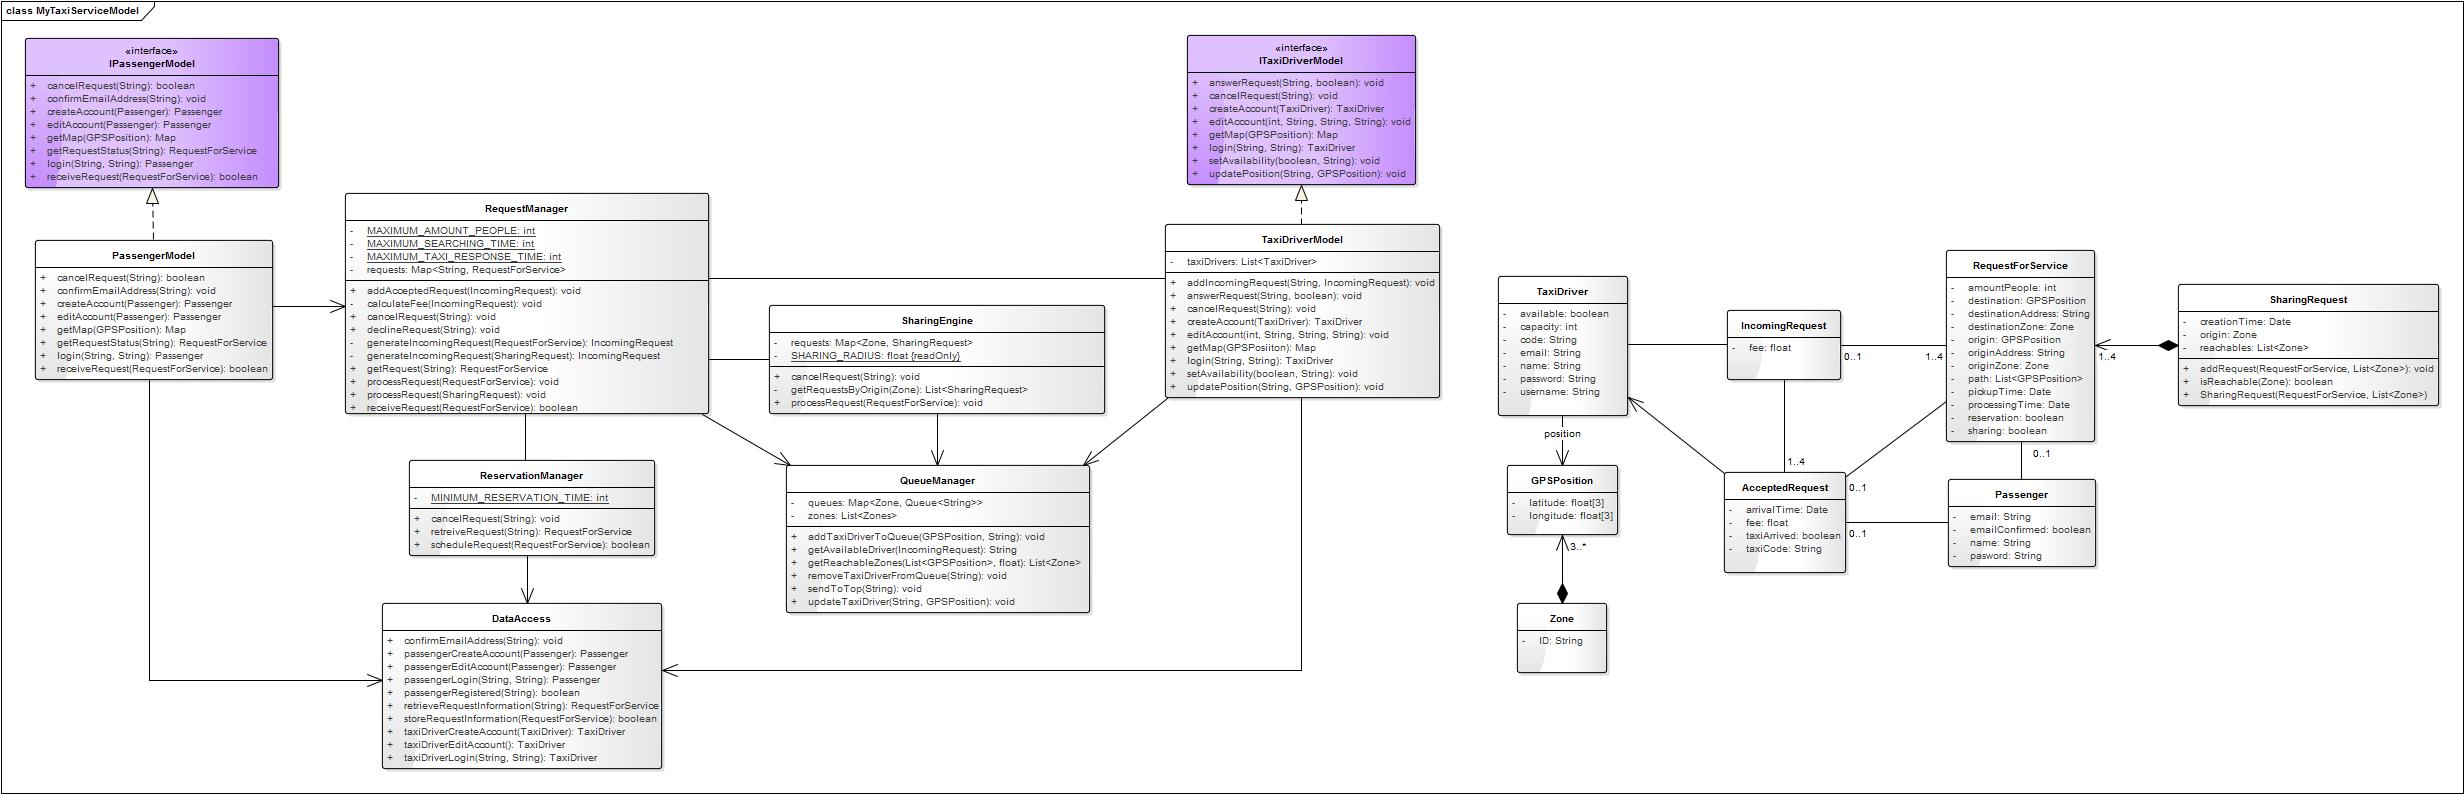 class MyTaxiServiceModel
«interface»
IPassengerModel
+ cancelRequest(String): boolean
+ confirmEmailAddress(String): void
+ createAccount(Passenger): Passenger
+ editAccount(Passenger): Passenger
+ getMap(GPSPosition): Map
+ getRequestStatus(String): RequestForService
+ login(String, String): Passenger
+ receiveRequest(RequestForService): boolean
PassengerModel
+ cancelRequest(String): boolean
+ confirmEmailAddress(String): void
+ createAccount(Passenger): Passenger
+ editAccount(Passenger): Passenger
+ getMap(GPSPosition): Map
+ getRequestStatus(String): RequestForService
+ login(String, String): Passenger
+ receiveRequest(RequestForService): boolean
RequestManager
- MAXIMUM_AMOUNT_PEOPLE: int
- MAXIMUM_SEARCHING_TIME: int
- MAXIMUM_TAXI_RESPONSE_TIME: int
- requests: Map<String, RequestForService>
+ addAcceptedRequest(IncomingRequest): void
- calculateFee(IncomingRequest): void
+ cancelRequest(String): void
+ declineRequest(String): void
- generateIncomingRequest(RequestForService): IncomingRequest
- generateIncomingRequest(SharingRequest): IncomingRequest
+ getRequest(String): RequestForService
+ processRequest(RequestForService): void
+ processRequest(SharingRequest): void
+ receiveRequest(RequestForService): boolean
SharingEngine
- requests: Map<Zone, SharingRequest>
- SHARING_RADIUS: float {readOnly}
+ cancelRequest(String): void
- getRequestsByOrigin(Zone): List<SharingRequest>
+ processRequest(RequestForService): void
«interface»
ITaxiDriverModel
+ answerRequest(String, boolean): void
+ cancelRequest(String): void
+ createAccount(TaxiDriver): TaxiDriver
+ editAccount(int, String, String, String): void
+ getMap(GPSPosition): Map
+ login(String, String): TaxiDriver
+ setAvailability(boolean, String): void
+ updatePosition(String, GPSPosition): void
TaxiDriverModel
- taxiDrivers: List<TaxiDriver>
+ addIncomingRequest(String, IncomingRequest): void
+ answerRequest(String, boolean): void
+ cancelRequest(String): void
+ createAccount(TaxiDriver): TaxiDriver
+ editAccount(int, String, String, String): void
+ getMap(GPSPosiiton): Map
+ login(String, String): TaxiDriver
+ setAvailability(boolean, String): void
+ updatePosition(String, GPSPosition): void
ReservationManager
- MINIMUM_RESERVATION_TIME: int
+ cancelRequest(String): void
+ retreiveRequest(String): RequestForService
+ scheduleRequest(RequestForService): boolean
QueueManager
- queues: Map<Zone, Queue<String>>
- zones: List<Zones>
+ addTaxiDriverToQueue(GPSPosition, String): void
+ getAvailableDriver(IncomingRequest): String
+ getReachableZones(List<GPSPosition>, float): List<Zone>
+ removeTaxiDriverFromQueue(String): void
+ sendToTop(String): void
+ updateTaxiDriver(String, GPSPosition): void
DataAccess
+ confirmEmailAddress(String): void
+ passengerCreateAccount(Passenger): Passenger
+ passengerEditAccount(Passenger): Passenger
+ passengerLogin(String, String): Passenger
+ passengerRegistered(String): boolean
+ retrieveRequestInformation(String): RequestForService
+ storeRequestInformation(RequestForService): boolean
+ taxiDriverCreateAccount(TaxiDriver): TaxiDriver
+ taxiDriverEditAccount(): TaxiDriver
+ taxiDriverLogin(String, String): TaxiDriver
TaxiDriver
- available: boolean
- capacity: int
- code: String
- email: String
- name: String
- password: String
- username: String
position
GPSPosition
- latitude: float[3]
- longitude: float[3]
3..*
Zone
- ID: String
IncomingRequest
- fee: float
0..1
1..4
1..4
AcceptedRequest
- arrivalTime: Date
- fee: float
- taxiArrived: boolean
- taxiCode: String
0..1
0..1
RequestForService
- amountPeople: int
- destination: GPSPosition
- destinationAddress: String
- destinationZone: Zone
- origin: GPSPosition
- originAddress: String
- originZone: Zone
- path: List<GPSPosition>
- pickupTime: Date
- processingTime: Date
- reservation: boolean
- sharing: boolean
1..4
0..1
Passenger
- email: String
- emailConfirmed: boolean
- name: String
- pasword: String
SharingRequest
- creationTime: Date
- origin: Zone
- reachables: List<Zone>
+ addRequest(RequestForService, List<Zone>): void
+ isReachable(Zone): boolean
+ SharingRequest(RequestForService, List<Zone>)